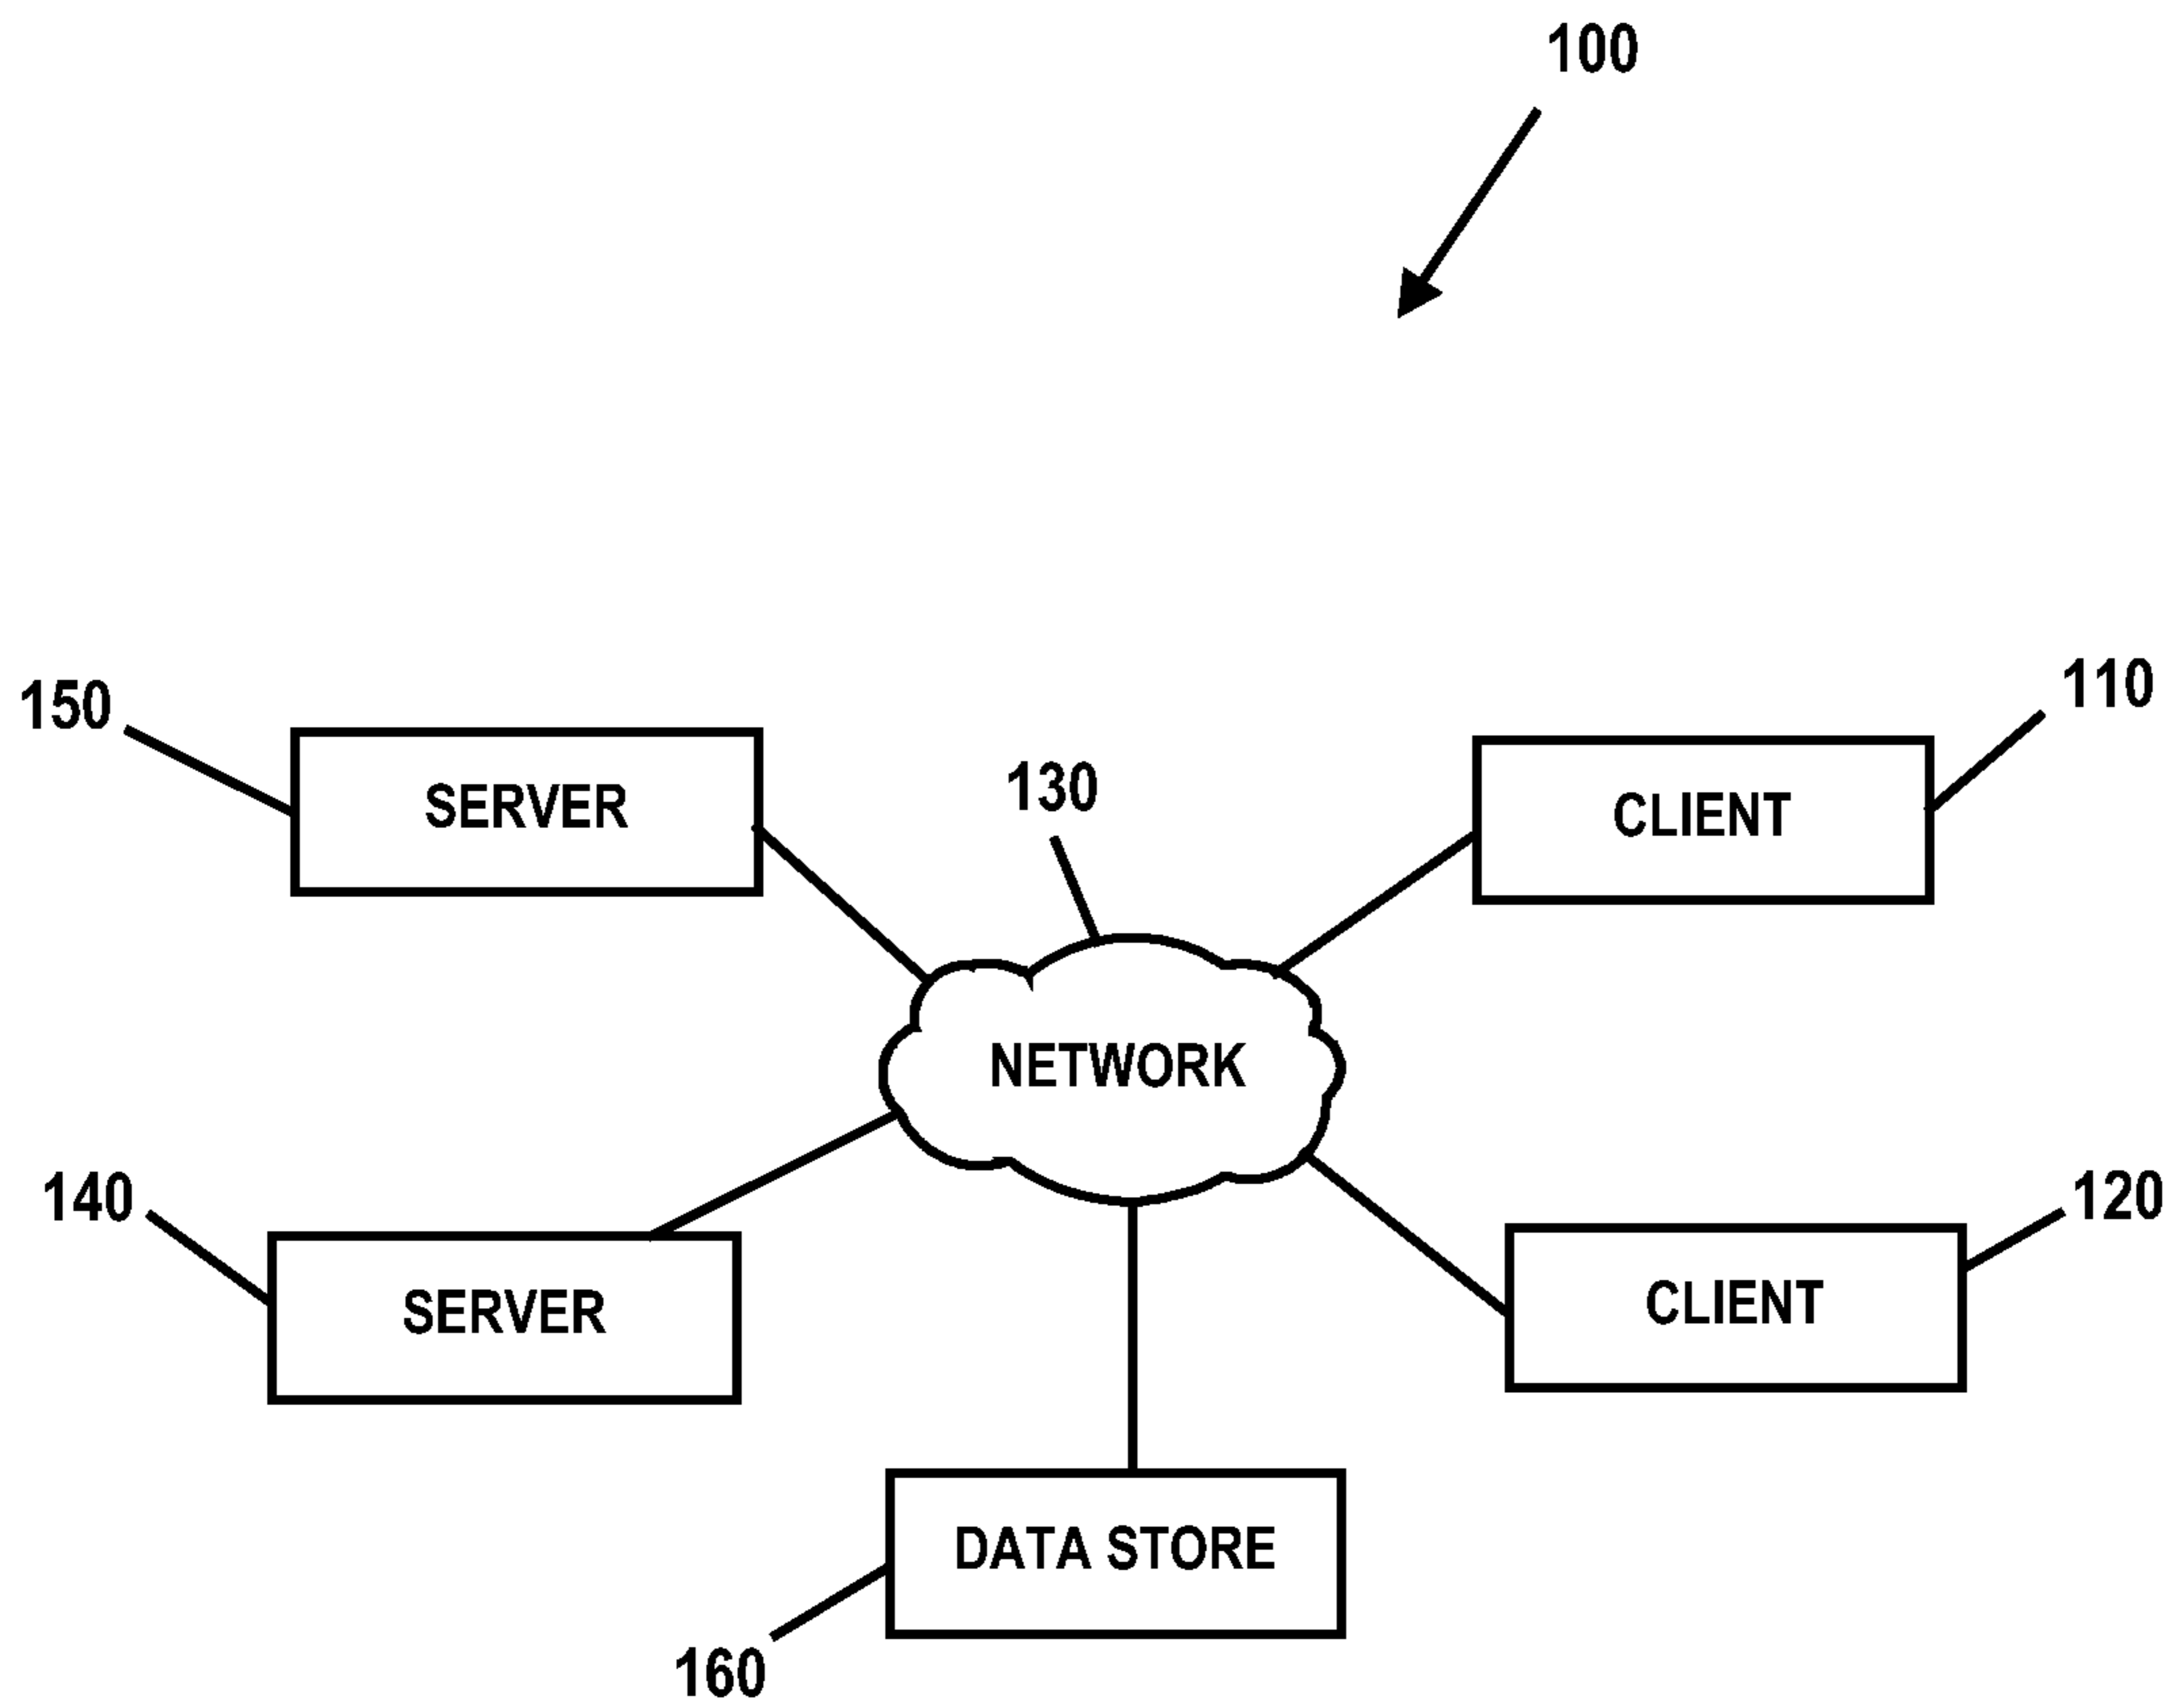 100
150
110
SERVER
130
CLIENT
NETWORK
140
120
SERVER
CLIENT
DATA STORE
160